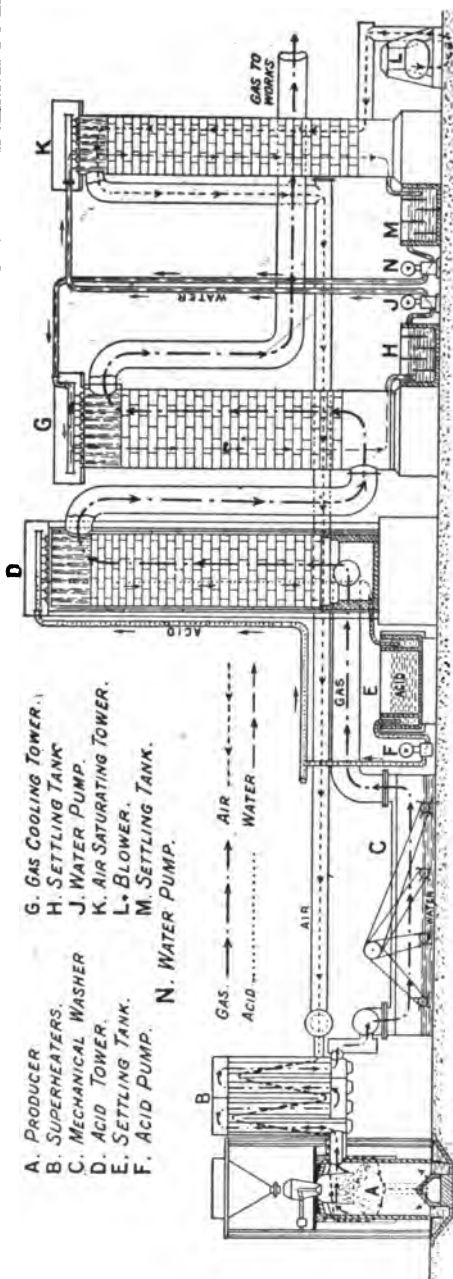 A. PRODUCER
B. SUPERHEATERS.
C. MECHANICAL WASHER
D. ACID TOWER.
E. SETTLING TANK.
F. ACID PUMP.
G. GAS COOLING TOWER.
H. SETTLING TANK
J. WATER PUMP.
K. AIR SATURATING TOWER.
L. BLOWER.
M. SETTLING TANK.
N. WATER PUMP.
GAS
AIR
ACID
WATER
D
G
K
B
ACID
WATER
GAS TO
WORKS
AIR
GAS
E
ACID
F
C
WATER
A
H
J
N
M
L